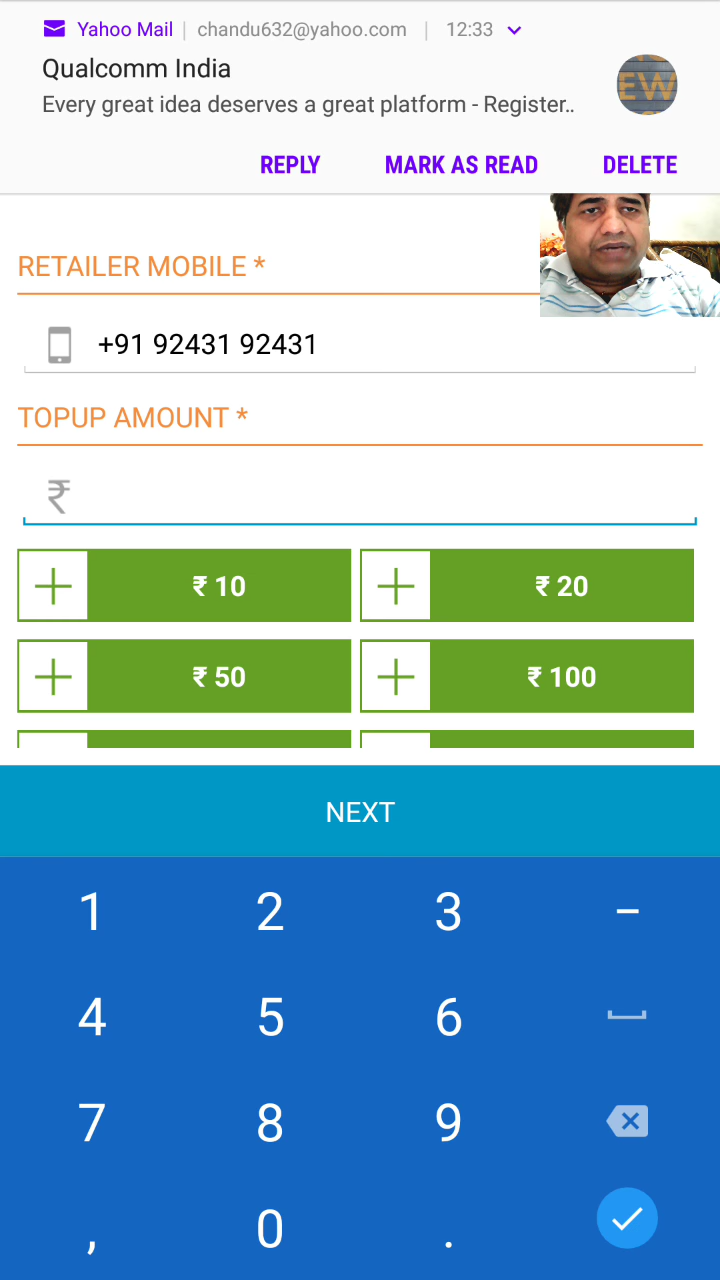 Yahoo Mail | chandu632@yahoo.com | 12:33
Qualcomm India
EW
Every great idea deserves a great platform - Register..
REPLY MARK AS READ DELETE
RETAILER MOBILE *
+91 92431 92431
TOPUP AMOUNT *
₹
₹ 10 ₹ 20
₹ 50 ₹ 100
NEXT
1 2 3 –
4 5 6
7 8 9
, 0 .